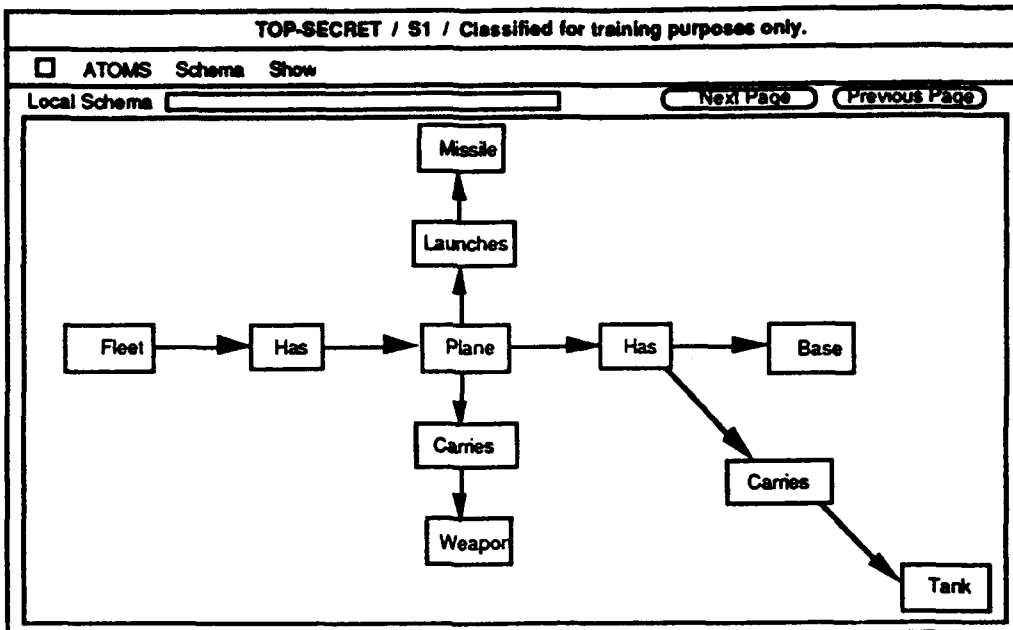 TOP-SECRET / S1 / Classified for training purposes only.
ATOMS Schema Show
Local Schema Next Page Previous Page
Missile
Launches
Fleet Has Plane Has Base
Carries
Carries
Weapon
Tank